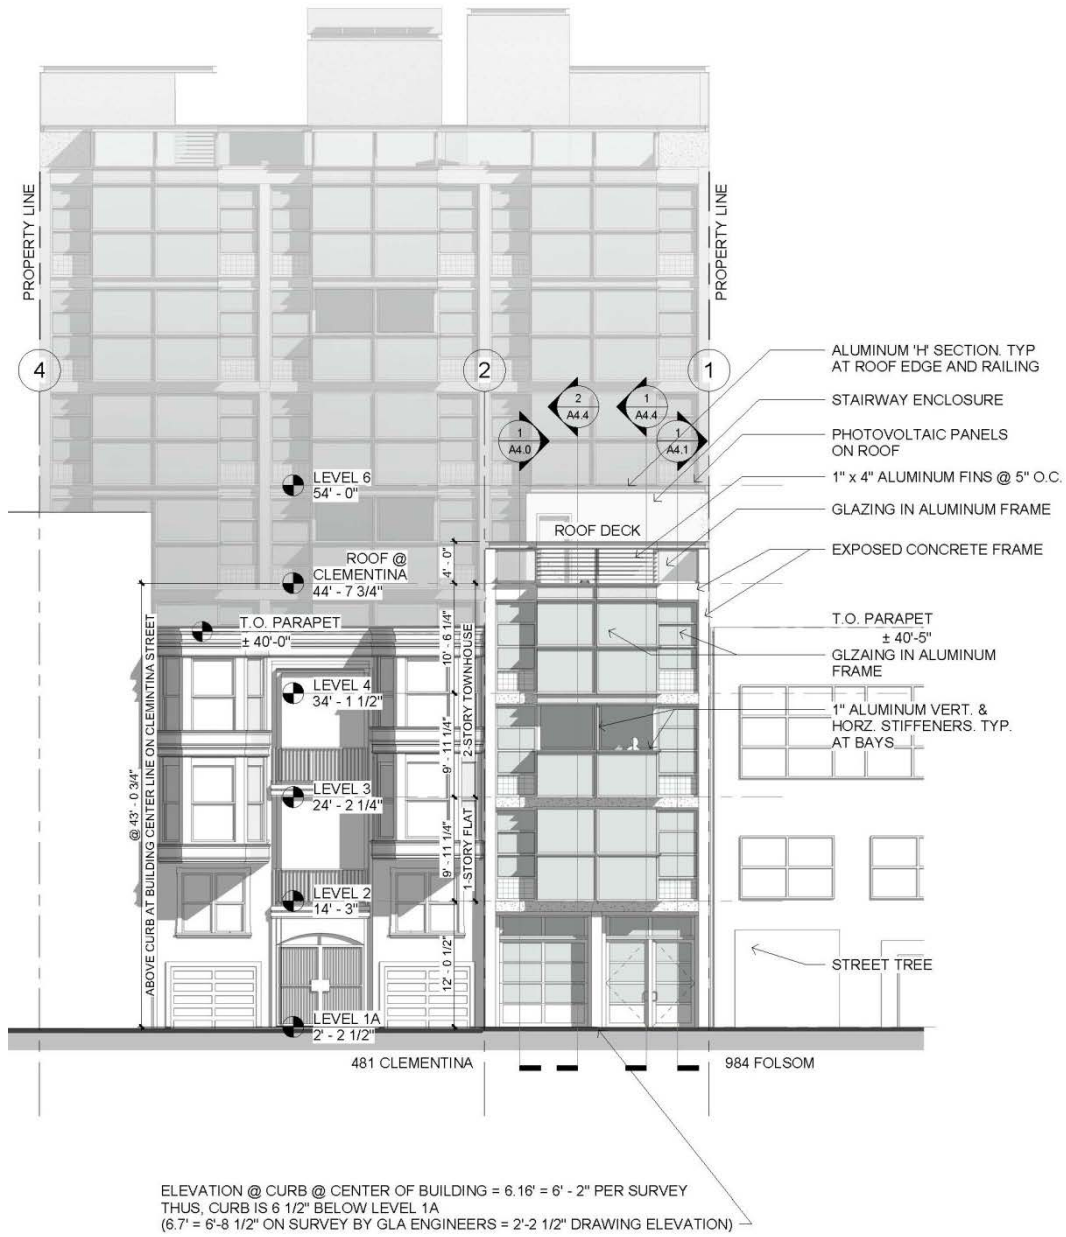 PROPERTY LINE
PROPERTY LINE
4
2
1
2
A4.4
1
A4.4
1
A4.0
1
A4.1
ALUMINUM 'H' SECTION. TYP
AT ROOF EDGE AND RAILING
STAIRWAY ENCLOSURE
PHOTOVOLTAIC PANELS
ON ROOF
1" x 4" ALUMINUM FINS @ 5" O.C.
GLAZING IN ALUMINUM FRAME
EXPOSED CONCRETE FRAME
T.O. PARAPET
± 40'-5"
GLZAING IN ALUMINUM
FRAME
1" ALUMINUM VERT. &
HORZ. STIFFENERS. TYP.
AT BAYS
STREET TREE
LEVEL 6
54' - 0"
ROOF DECK
ROOF @
CLEMENTINA
44' - 7 3/4"
T.O. PARAPET
± 40'-0"
LEVEL 4
34' - 1 1/2"
LEVEL 3
24' - 2 1/4"
LEVEL 2
14' - 3"
LEVEL 1A
2' - 2 1/2"
4' - 0"
10' - 6 1/4"
9' - 11 1/4"
9' - 11 1/4"
12' - 0 1/2"
2-STORY TOWNHOUSE
1-STORY FLAT
@ 43' - 0 3/4"
ABOVE CURB AT BUILDING CENTER LINE ON CLEMINTINA STREET
481 CLEMENTINA
984 FOLSOM
ELEVATION @ CURB @ CENTER OF BUILDING = 6.16' = 6' - 2" PER SURVEY
THUS, CURB IS 6 1/2" BELOW LEVEL 1A
(6.7' = 6'-8 1/2" ON SURVEY BY GLA ENGINEERS = 2'-2 1/2" DRAWING ELEVATION)